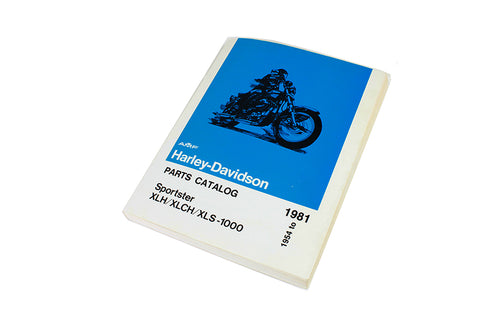 AMF
Harley-Davidson
PARTS CATALOG
Sportster
XLH/XLCH/XLS-1000
1954 to 1981